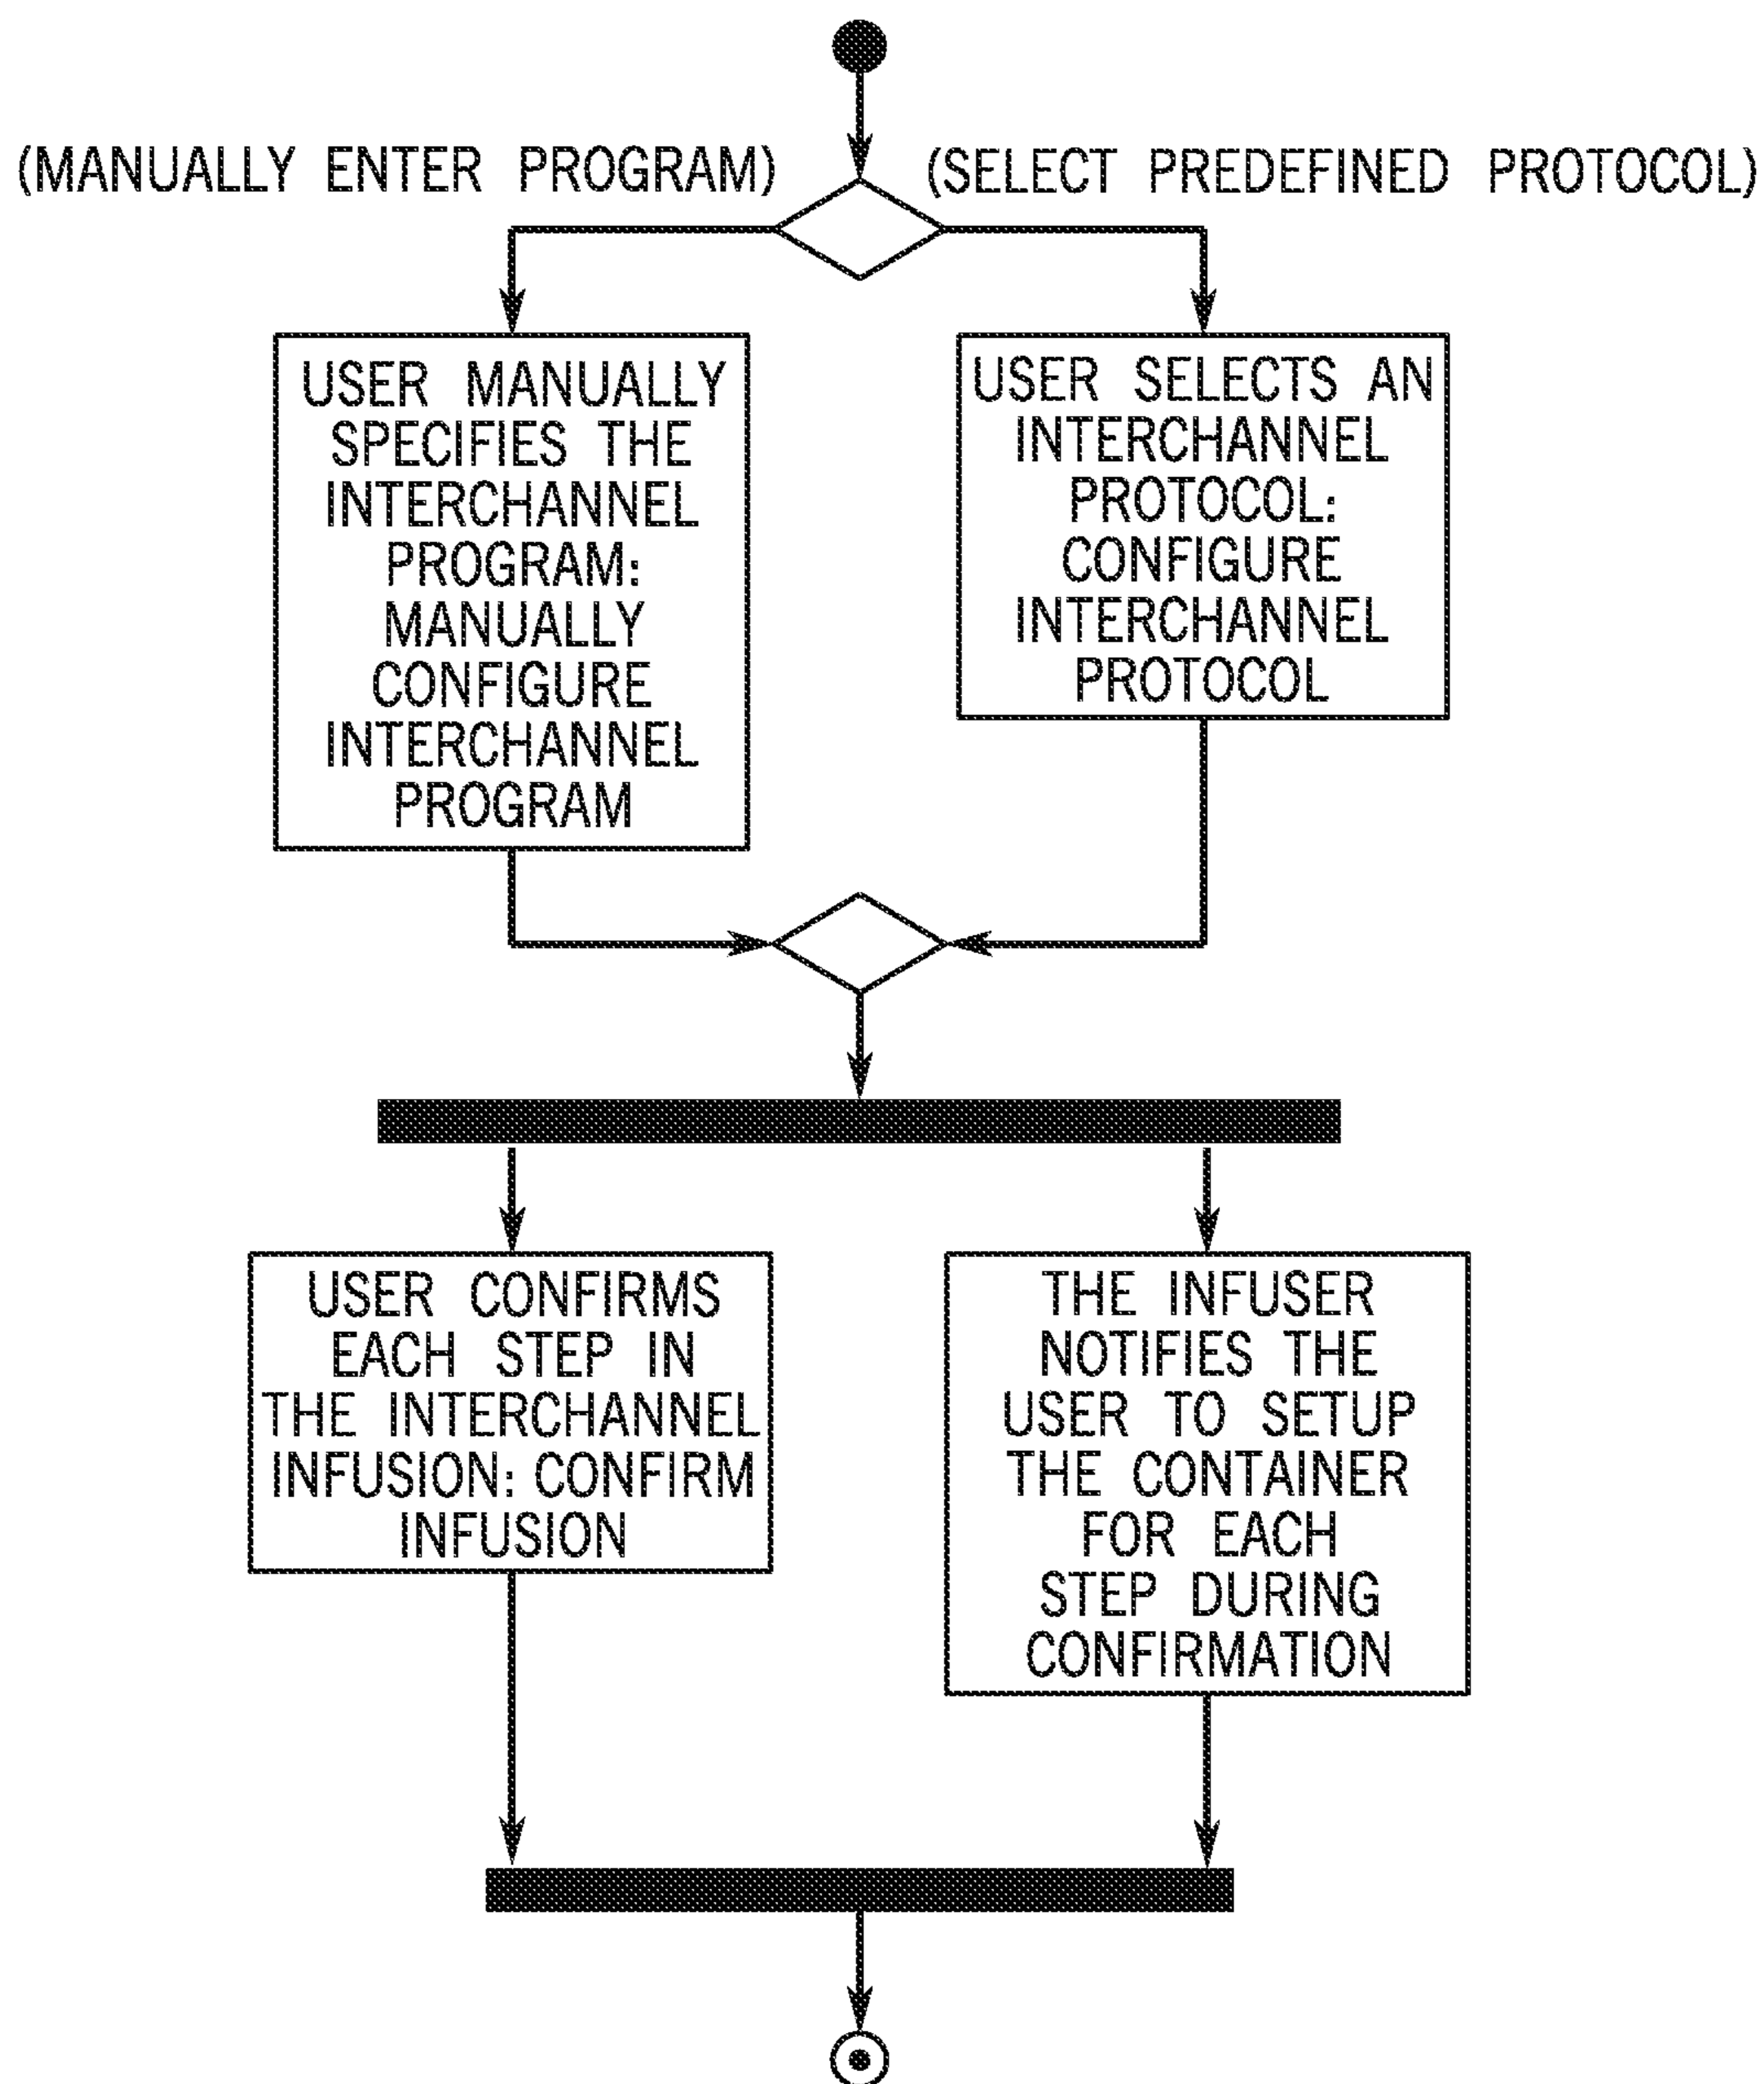 (MANUALLY ENTER PROGRAM)
(SELECT PREDEFINED PROTOCOL)
USER MANUALLY
SPECIFIES THE
INTERCHANNEL
PROGRAM:
MANUALLY
CONFIGURE
INTERCHANNEL
PROGRAM
USER SELECTS AN
INTERCHANNEL
PROTOCOL:
CONFIGURE
INTERCHANNEL
PROTOCOL
USER CONFIRMS
EACH STEP IN
THE INTERCHANNEL
INFUSION: CONFIRM
INFUSION
THE INFUSER
NOTIFIES THE
USER TO SETUP
THE CONTAINER
FOR EACH
STEP DURING
CONFIRMATION